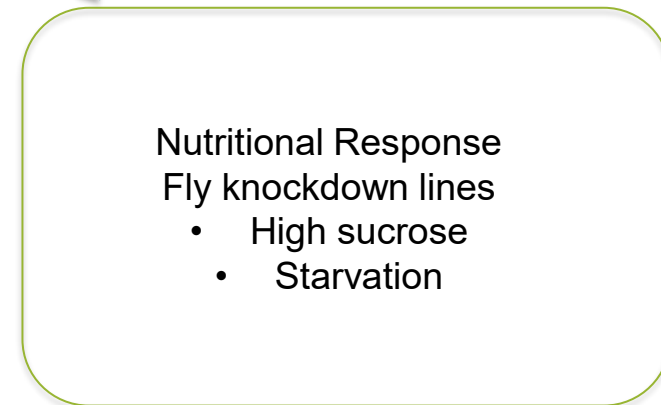 Nutritional Response
Fly knockdown lines
• High sucrose
• Starvation